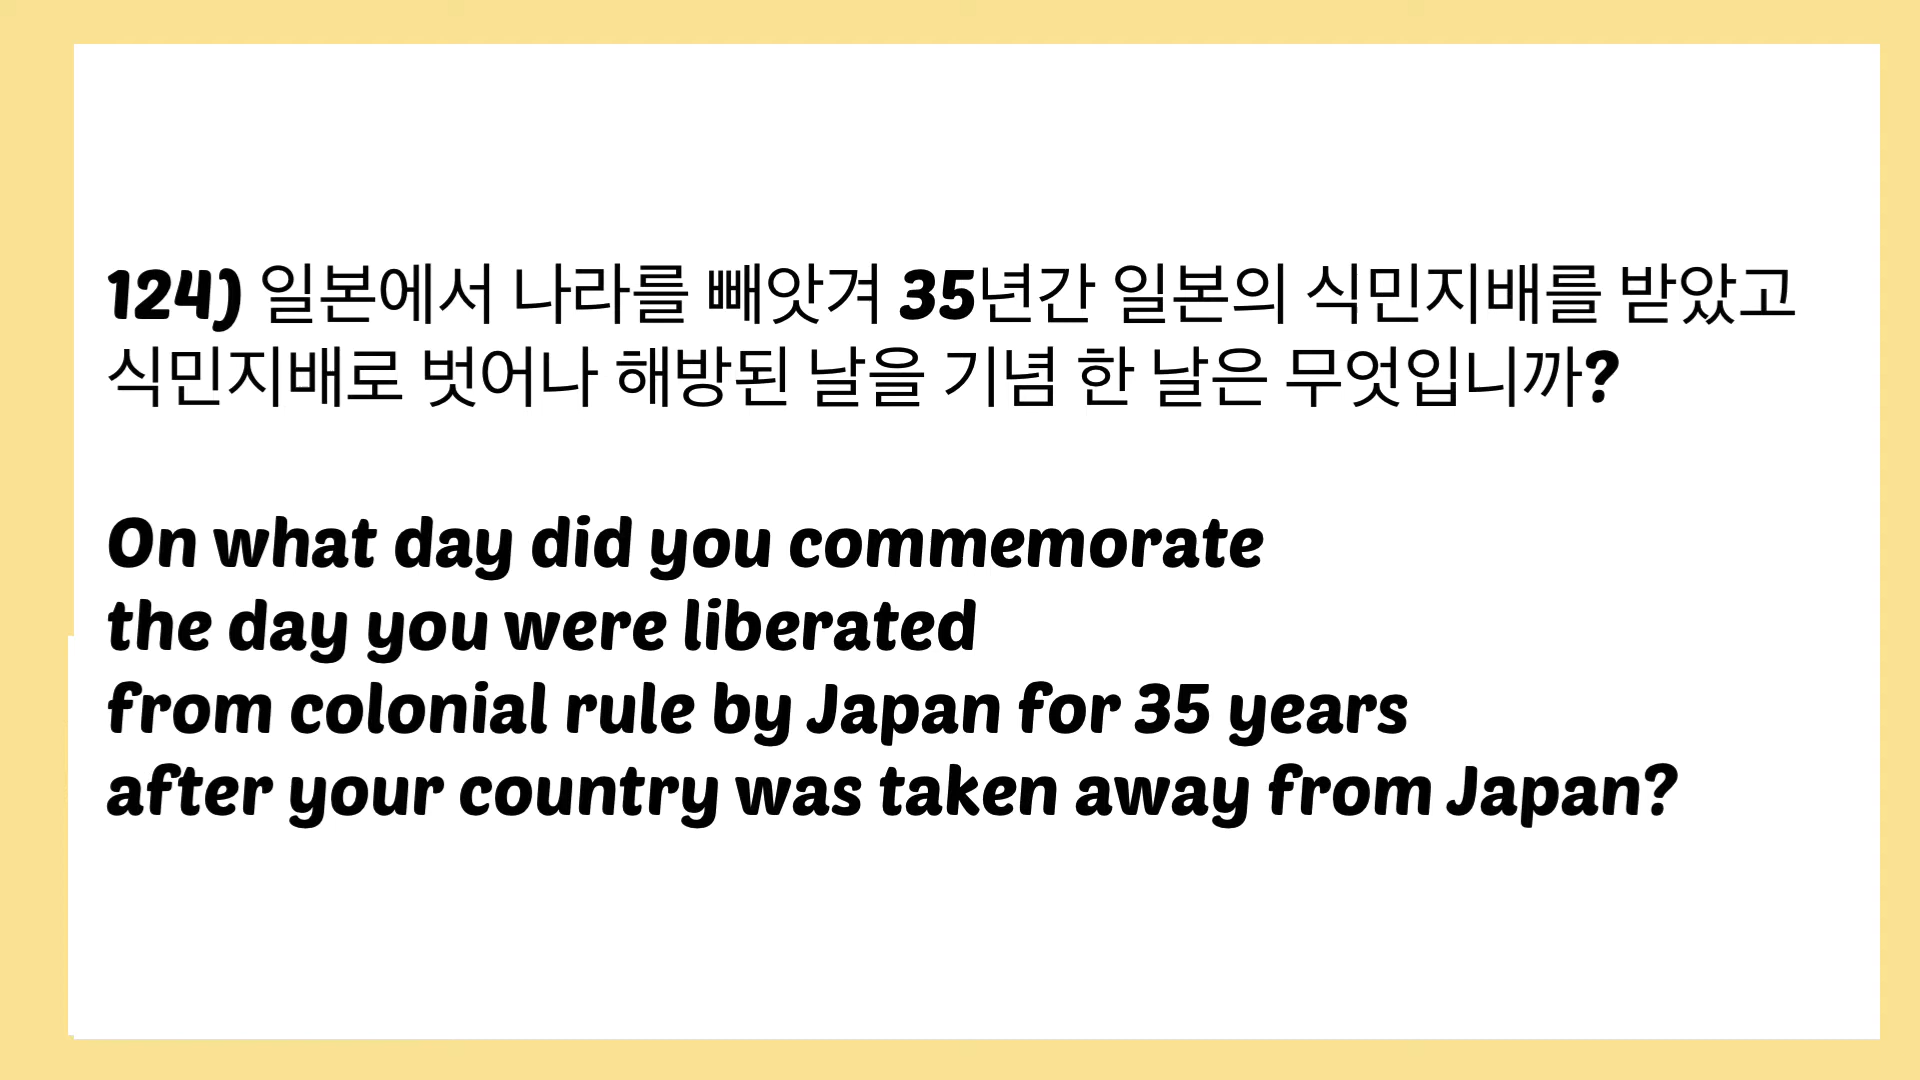 124) 일본에서 나라를 빼앗겨 35년간 일본의 식민지배를 받았고
식민지배로 벗어나 해방된 날을 기념 한 날은 무엇입니까?
On what day did you commemorate
the day you were liberated
from colonial rule by Japan for 35 years
after your country was taken away from Japan?